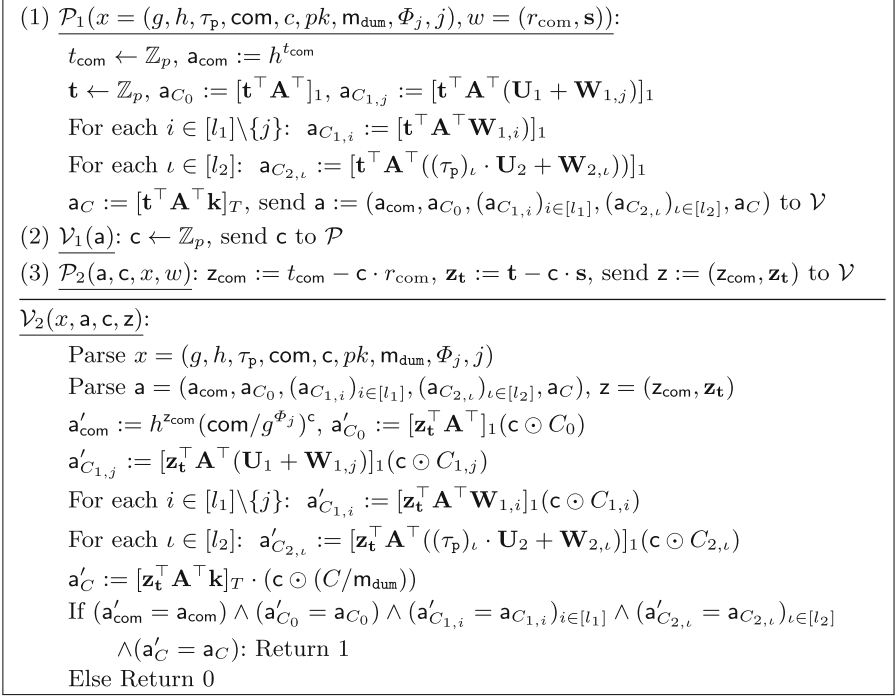 (1) 𝒫₁(x = (g, h, τ_p, com, c, pk, m_dum, Φ_j, j), w = (r_com, 𝐬)):
t_com ← ℤ_p, a_com := h^{t_com}
𝐭 ← ℤ_p, a_{C_0} := [𝐭^⊤𝐀^⊤]_1, a_{C_{1,j}} := [𝐭^⊤𝐀^⊤(𝐔_1 + 𝐖_{1,j})]_1
For each i ∈ [l_1]\{j}: a_{C_{1,i}} := [𝐭^⊤𝐀^⊤𝐖_{1,i})]_1
For each ι ∈ [l_2]: a_{C_{2,ι}} := [𝐭^⊤𝐀^⊤((τ_p)_ι · 𝐔_2 + 𝐖_{2,ι}))]_1
a_C := [𝐭^⊤𝐀^⊤𝐤]_T, send a := (a_com, a_{C_0}, (a_{C_{1,i}})_{i∈[l_1]}, (a_{C_{2,ι}})_{ι∈[l_2]}, a_C) to 𝒱
(2) 𝒱₁(a): c ← ℤ_p, send c to 𝒫
(3) 𝒫₂(a, c, x, w): z_com := t_com − c · r_com, 𝐳_𝐭 := 𝐭 − c · 𝐬, send z := (z_com, 𝐳_𝐭) to 𝒱
𝒱₂(x, a, c, z):
Parse x = (g, h, τ_p, com, c, pk, m_dum, Φ_j, j)
Parse a = (a_com, a_{C_0}, (a_{C_{1,i}})_{i∈[l_1]}, (a_{C_{2,ι}})_{ι∈[l_2]}, a_C), z = (z_com, 𝐳_𝐭)
a′_com := h^{z_com}(com/g^{Φ_j})^c, a′_{C_0} := [𝐳_𝐭^⊤𝐀^⊤]_1(c ⊙ C_0)
a′_{C_{1,j}} := [𝐳_𝐭^⊤𝐀^⊤(𝐔_1 + 𝐖_{1,j})]_1(c ⊙ C_{1,j})
For each i ∈ [l_1]\{j}: a′_{C_{1,i}} := [𝐳_𝐭^⊤𝐀^⊤𝐖_{1,i}]_1(c ⊙ C_{1,i})
For each ι ∈ [l_2]: a′_{C_{2,ι}} := [𝐳_𝐭^⊤𝐀^⊤((τ_p)_ι · 𝐔_2 + 𝐖_{2,ι})]_1(c ⊙ C_{2,ι})
a′_C := [𝐳_𝐭^⊤𝐀^⊤𝐤]_T · (c ⊙ (C/m_dum))
If (a′_com = a_com) ∧ (a′_{C_0} = a_{C_0}) ∧ (a′_{C_{1,i}} = a_{C_{1,i}})_{i∈[l_1]} ∧ (a′_{C_{2,ι}} = a_{C_{2,ι}})_{ι∈[l_2]}
∧(a′_C = a_C): Return 1
Else Return 0